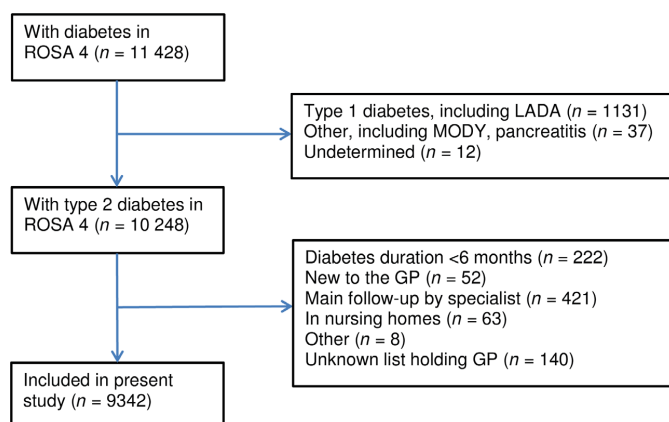 With diabetes in
ROSA 4 (n = 11 428)
Type 1 diabetes, including LADA (n = 1131)
Other, including MODY, pancreatitis (n = 37)
Undetermined (n = 12)
With type 2 diabetes in
ROSA 4 (n = 10 248)
Diabetes duration <6 months (n = 222)
New to the GP (n = 52)
Main follow-up by specialist (n = 421)
In nursing homes (n = 63)
Other (n = 8)
Unknown list holding GP (n = 140)
Included in present
study (n = 9342)